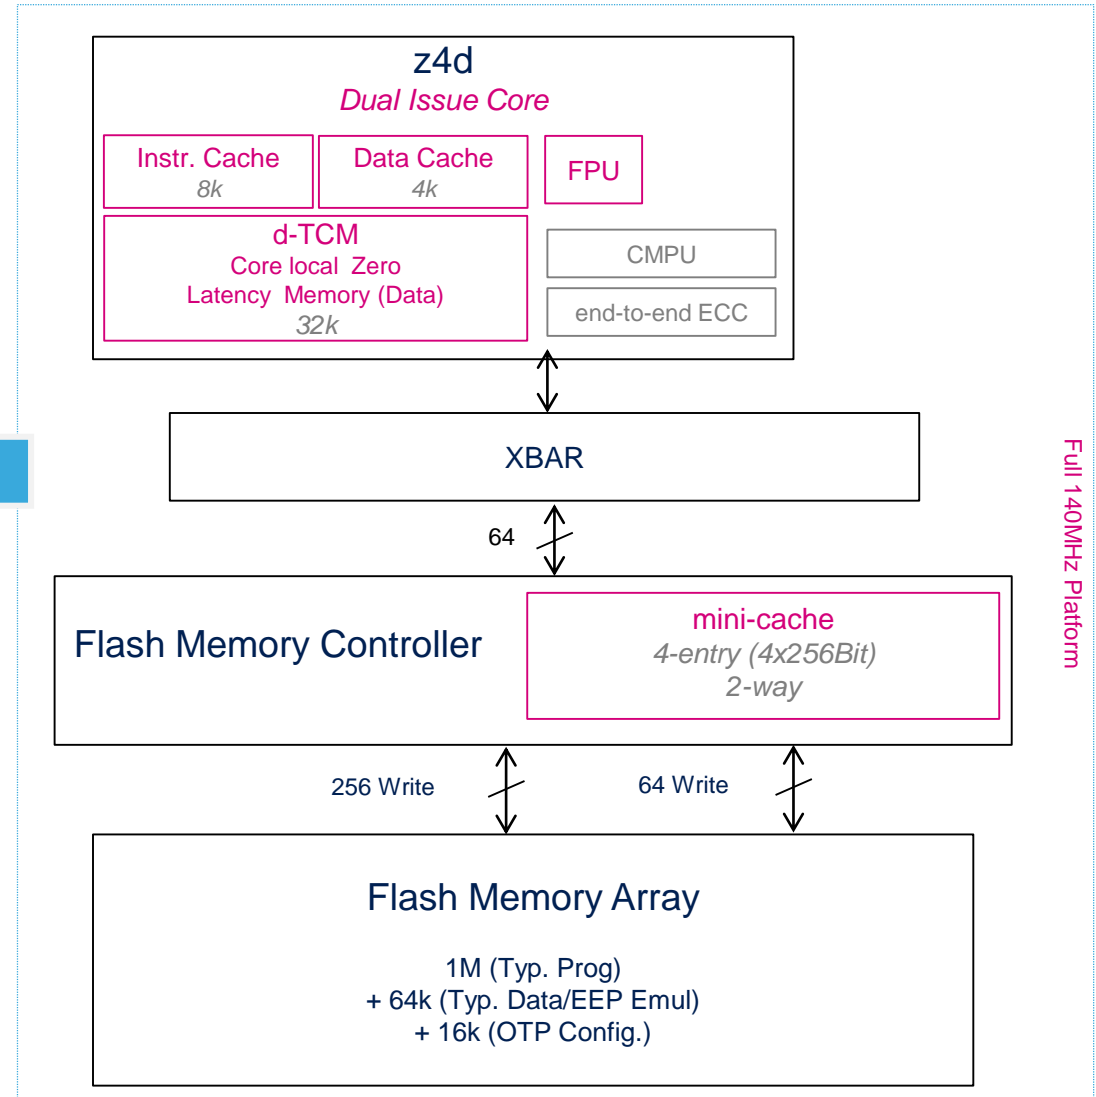 z4d
Dual Issue Core
Instr. Cache
8k
Data Cache
4k
FPU
d-TCM
Core local Zero
Latency Memory (Data)
32k
CMPU
end-to-end ECC
XBAR
64
Full 140MHz Platform
Flash Memory Controller
mini-cache
4-entry (4x256Bit)
2-way
256 Write
64 Write
Flash Memory Array
1M (Typ. Prog)
+ 64k (Typ. Data/EEP Emul)
+ 16k (OTP Config.)